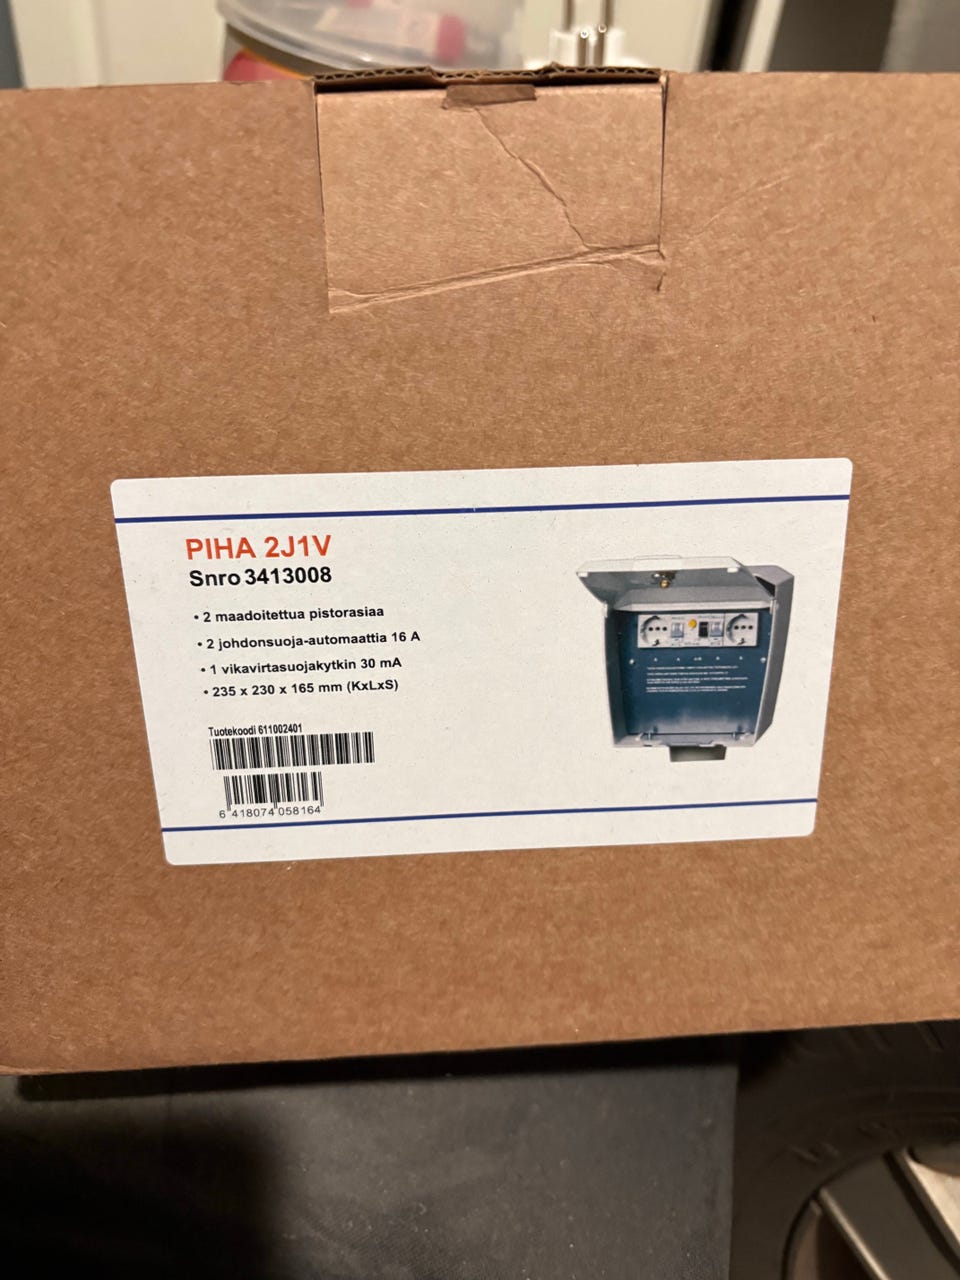 PIHA 2J1V
Snro 3413008
• 2 maadoitettua pistorasiaa
• 2 johdonsuoja-automaattia 16 A
• 1 vikavirtasuojakytkin 30 mA
• 235 x 230 x 165 mm (KxLxS)
Tuotekoodi 611002401
6 418074 058164